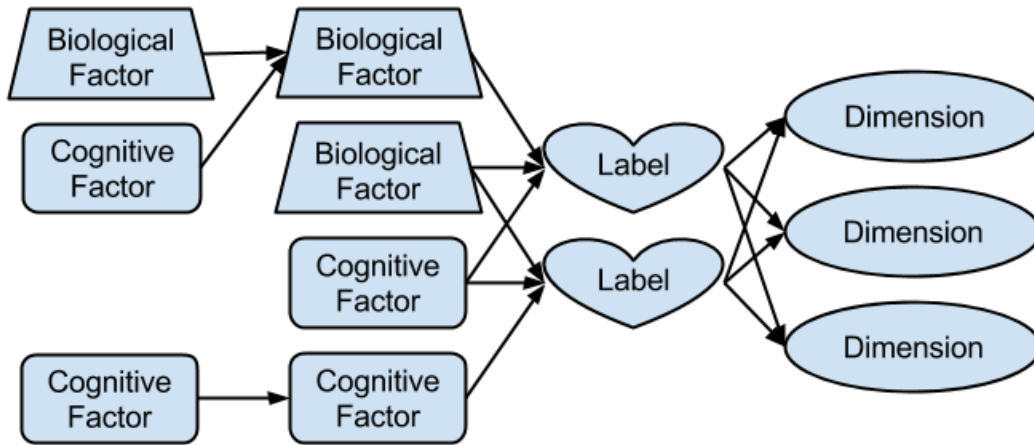 Biological
Factor
Cognitive
Factor
Cognitive
Factor
Biological
Factor
Biological
Factor
Cognitive
Factor
Cognitive
Factor
Label
Label
Dimension
Dimension
Dimension